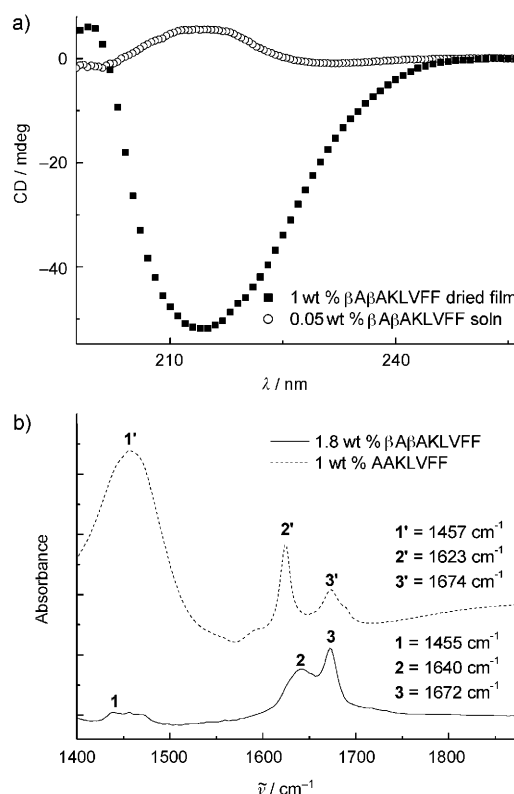 a)
0
−20
−40
CD / mdeg
■ 1 wt % βAβAKLVFF dried film
○ 0.05 wt % βAβAKLVFF soln
210
240
λ / nm
b)
1'
1.8 wt % βAβAKLVFF
1 wt % AAKLVFF
2'
3'
1' = 1457 cm⁻¹
2' = 1623 cm⁻¹
3' = 1674 cm⁻¹
Absorbance
1
2
3
1 = 1455 cm⁻¹
2 = 1640 cm⁻¹
3 = 1672 cm⁻¹
1400
1500
1600
1700
1800
ν̃ / cm⁻¹